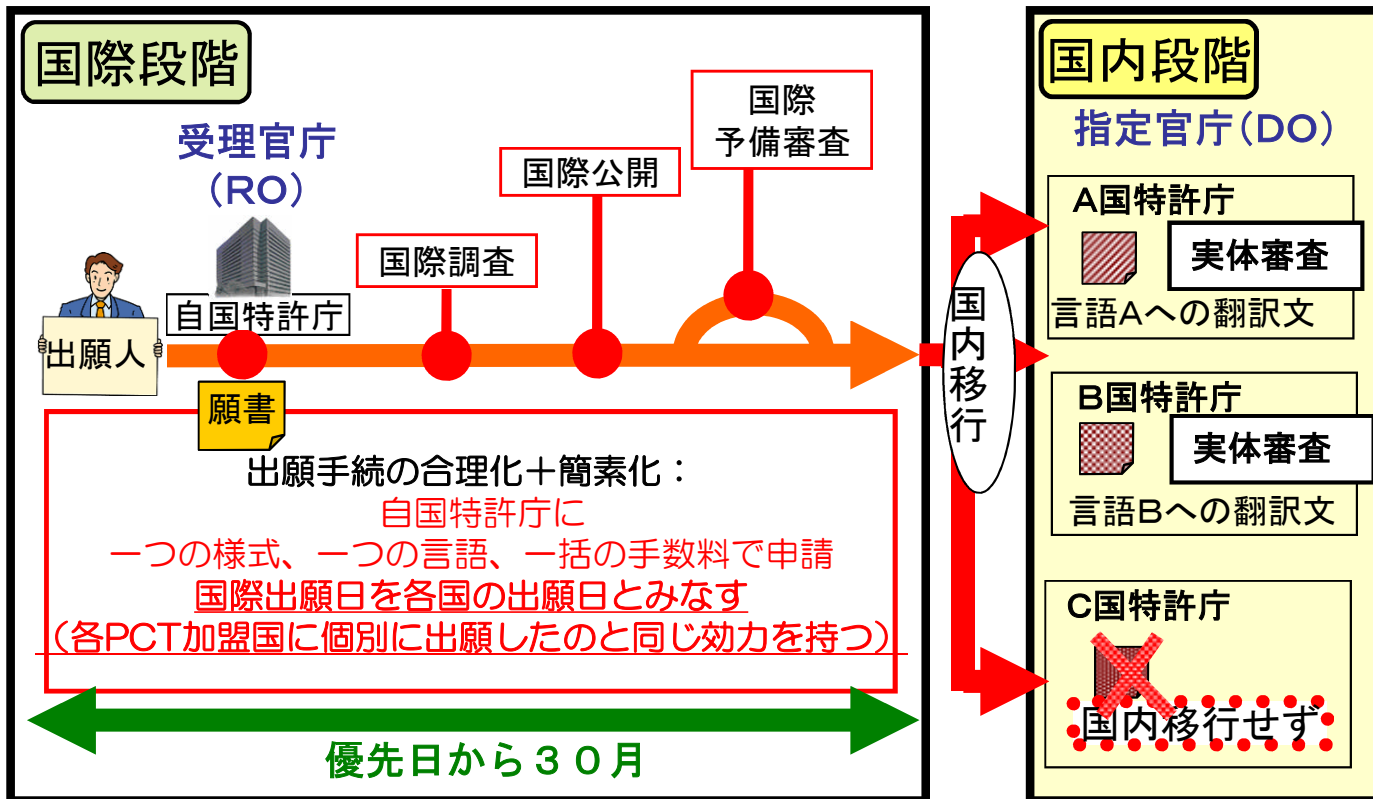 国際段階
受理官庁
（RO）
自国特許庁
出願人
願書
国際調査
国際公開
国際
予備審査
出願手続の合理化＋簡素化：
自国特許庁に
一つの様式、一つの言語、一括の手数料で申請
国際出願日を各国の出願日とみなす
（各PCT加盟国に個別に出願したのと同じ効力を持つ）
優先日から３０月
国内移行
国内段階
指定官庁（DO）
A国特許庁
実体審査
言語Aへの翻訳文
B国特許庁
実体審査
言語Bへの翻訳文
C国特許庁
国内移行せず